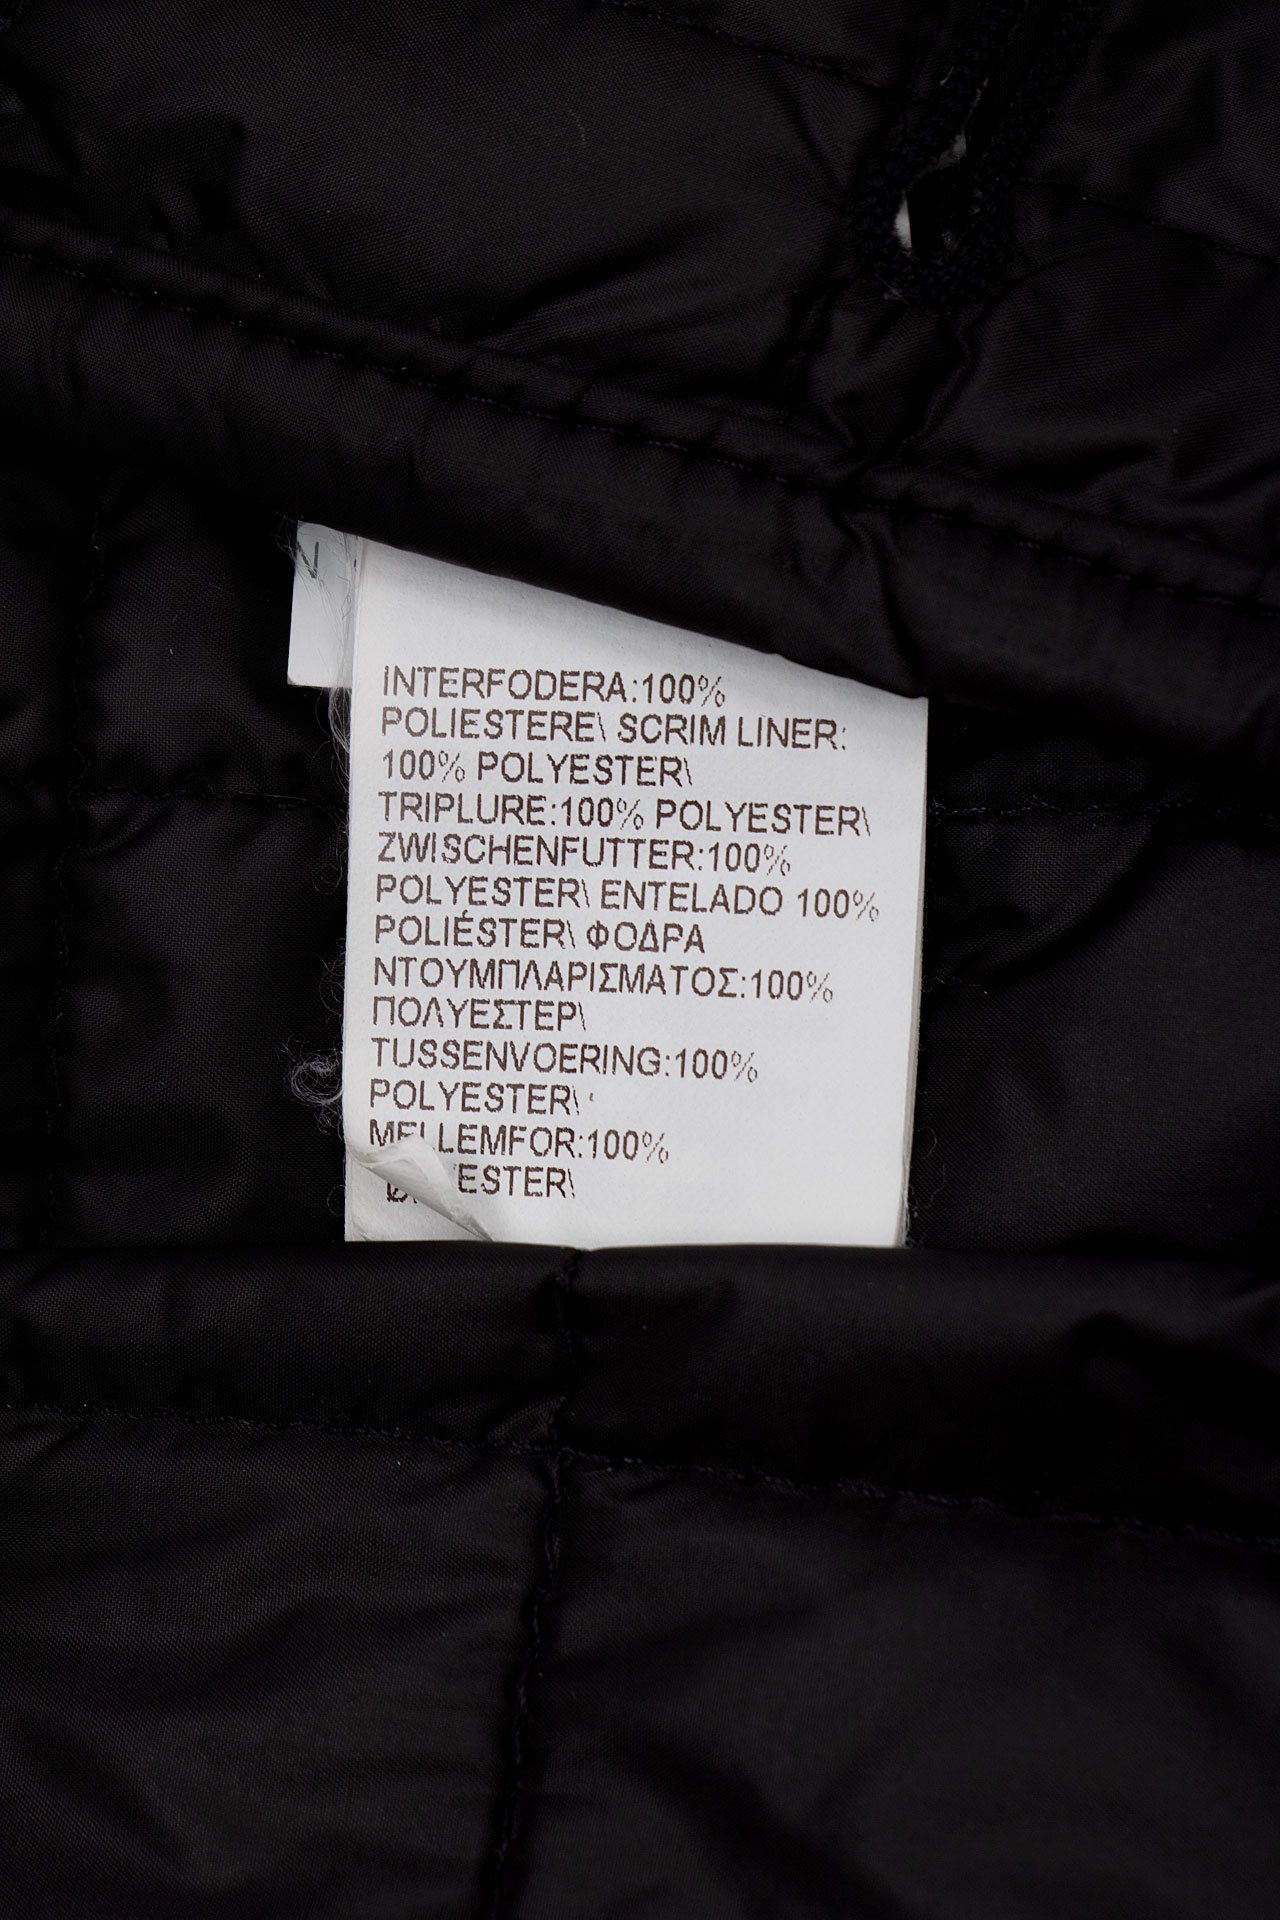 N
INTERFODERA:100%
POLIESTERE\ SCRIM LINER:
100% POLYESTER\
TRIPLURE:100% POLYESTER\
ZWISCHENFUTTER:100%
POLYESTER\ ENTELADO 100%
POLIÉSTER\ ΦΟΔΡΑ
ΝΤΟΥΜΠΛΑΡΙΣΜΑΤΟΣ:100%
ΠΟΛΥΕΣΤΕΡ\
TUSSENVOERING:100%
POLYESTER\
MELLEMFOR:100%